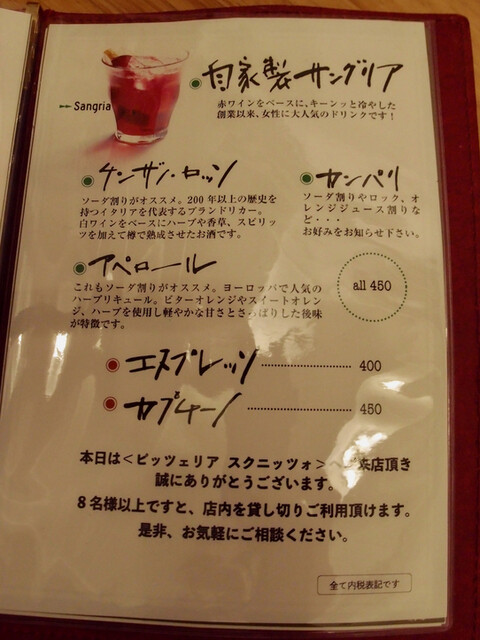 自家製サングリア
Sangria
赤ワインをベースに、キーンッと冷やした
創業以来、女性に大人気のドリンクです!
チンザノ・ロッソ
ソーダ割りがオススメ。200年以上の歴史を
持つイタリアを代表するブランドリカー。
白ワインをベースにハーブや香草、スピリッ
ツを加えて樽で熟成させたお酒です。
カンパリ
ソーダ割りやロック、オ
レンジジュース割りな
ど・・・
お好みをお知らせ下さい。
アペロール
これもソーダ割りがオススメ。ヨーロッパで人気の
ハーブリキュール。ビターオレンジやスイートオレン
ジ、ハーブを使用し軽やかな甘さとさっぱりした後味
が特徴です。
all 450
エスプレッソ 400
カプチーノ 450
本日は<ピッツェリア スクニッツォ>へ 来店頂き
誠にありがとうございます。
8名様以上ですと、店内を貸し切りご利用頂けます。
是非、お気軽にご相談ください。
全て内税表記です